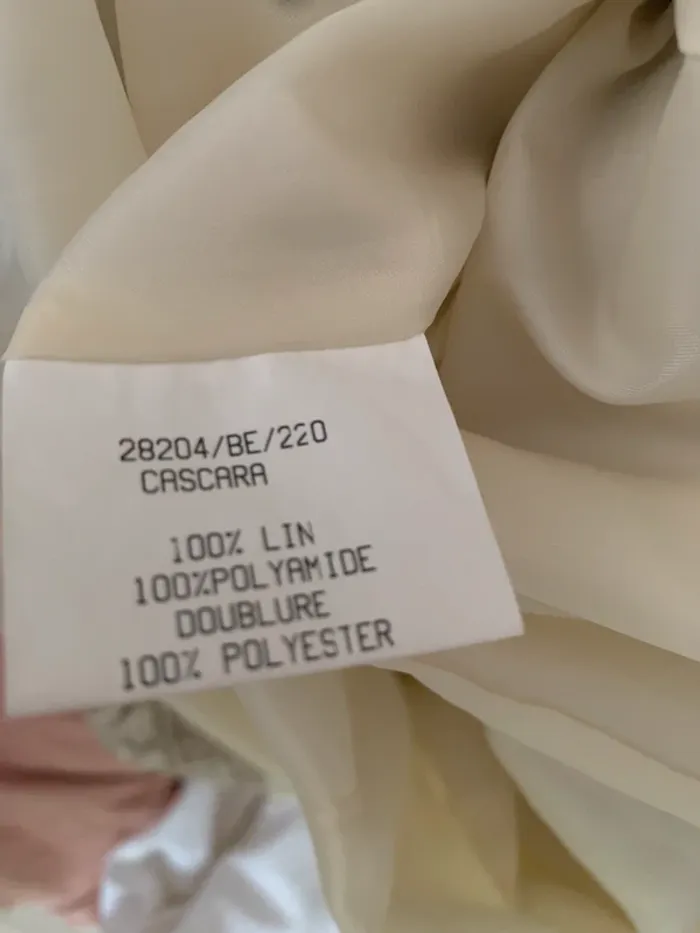 28204/BE/220
CASCARA
100% LIN
100%POLYAMIDE
DOUBLURE
100% POLYESTER